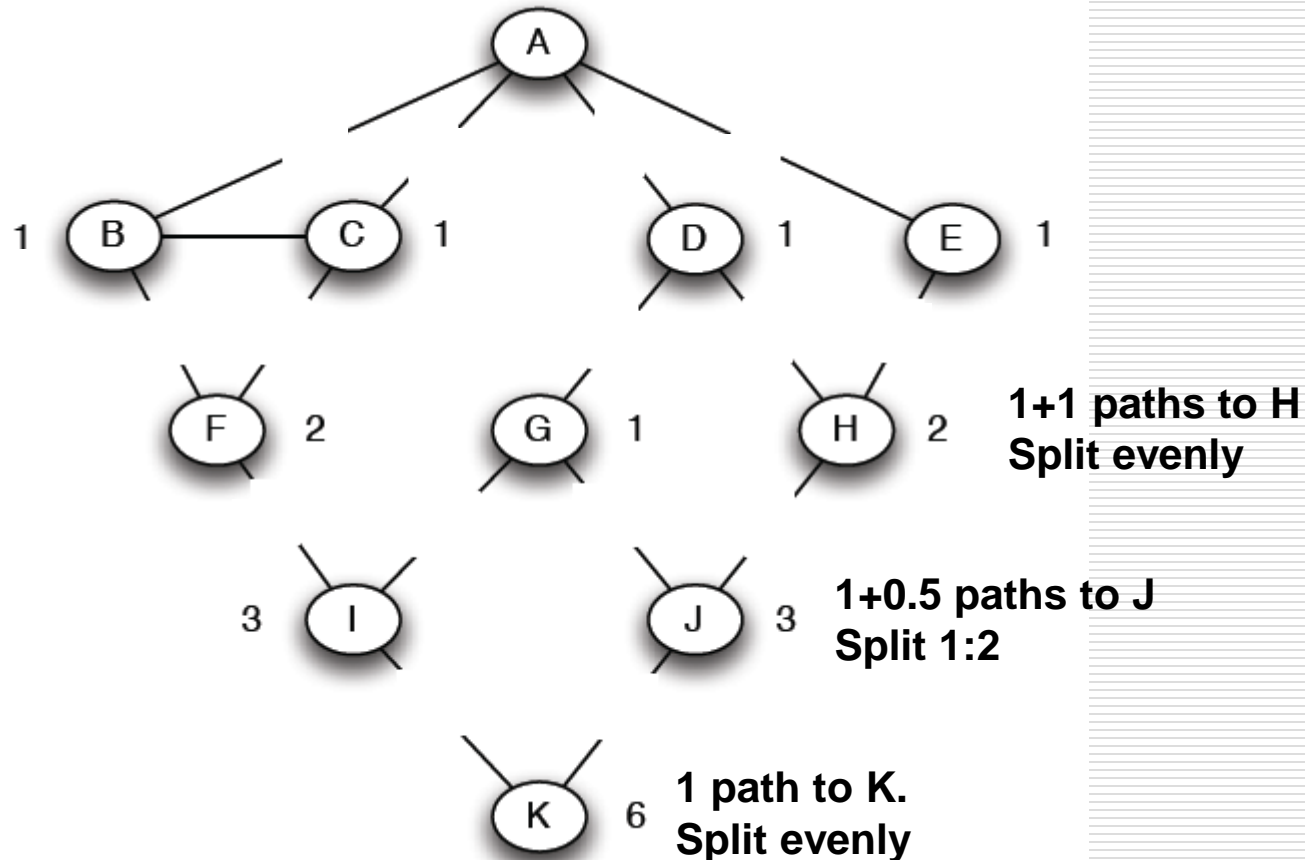 A
1 B C 1 D 1 E 1
F 2 G 1 H 2
1+1 paths to H
Split evenly
3 I J 3
1+0.5 paths to J
Split 1:2
K 6
1 path to K.
Split evenly